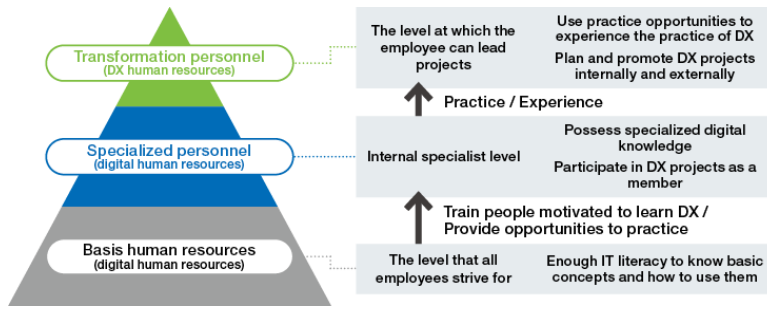 Transformation personnel
(DX human resources)
The level at which the
employee can lead
projects
Use practice opportunities to
experience the practice of DX
Plan and promote DX projects
internally and externally
Practice / Experience
Specialized personnel
(digital human resources)
Internal specialist level
Possess specialized digital
knowledge
Participate in DX projects as a
member
Train people motivated to learn DX /
Provide opportunities to practice
Basis human resources
(digital human resources)
The level that all
employees strive for
Enough IT literacy to know basic
concepts and how to use them